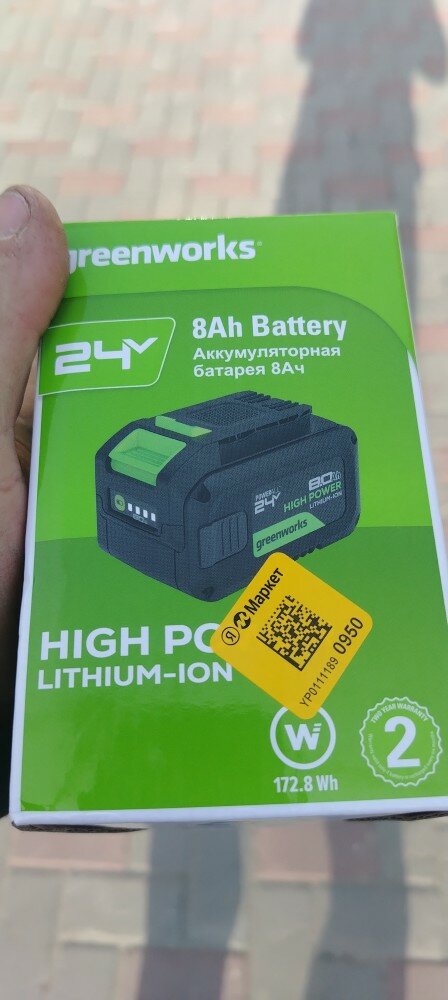 greenworks
24V
8Ah Battery
Аккумуляторная
батарея 8Ач
POWER
24V
8.0Ah
HIGH POWER
LITHIUM-ION
greenworks
Я Маркет
YP0111189 0950
HIGH PO
LITHIUM-ION
W
172.8 Wh
TWO YEAR WARRANTY
2